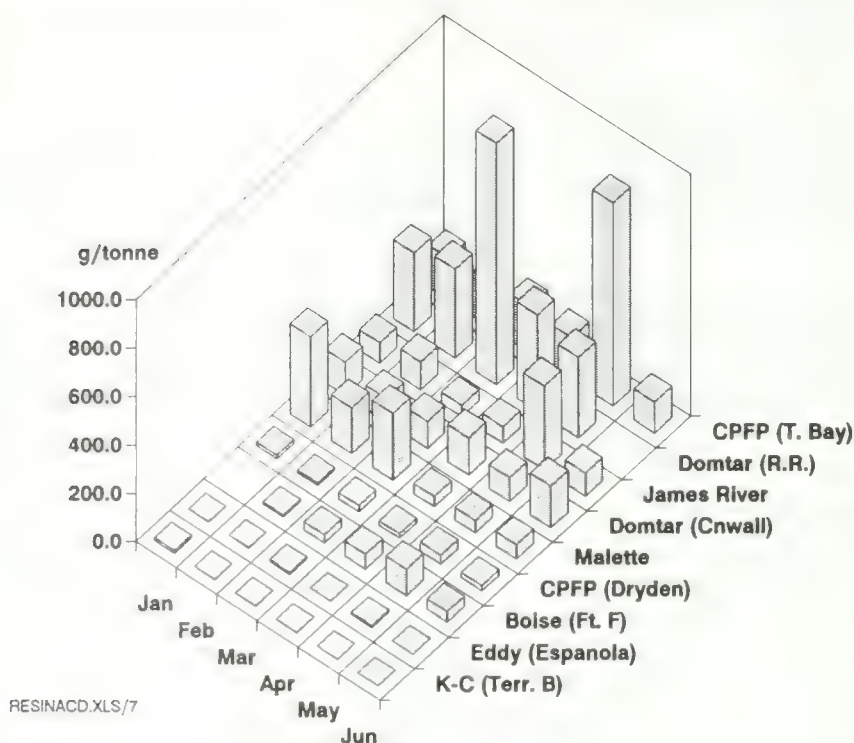 g/tonne
1000.0
800.0
600.0
400.0
200.0
0.0
Jan
Feb
Mar
Apr
May
Jun
CPFP (T. Bay)
Domtar (R.R.)
James River
Domtar (Cnwall)
Malette
CPFP (Dryden)
Boise (Ft. F)
Eddy (Espanola)
K-C (Terr. B)
RESINACD.XLS/7